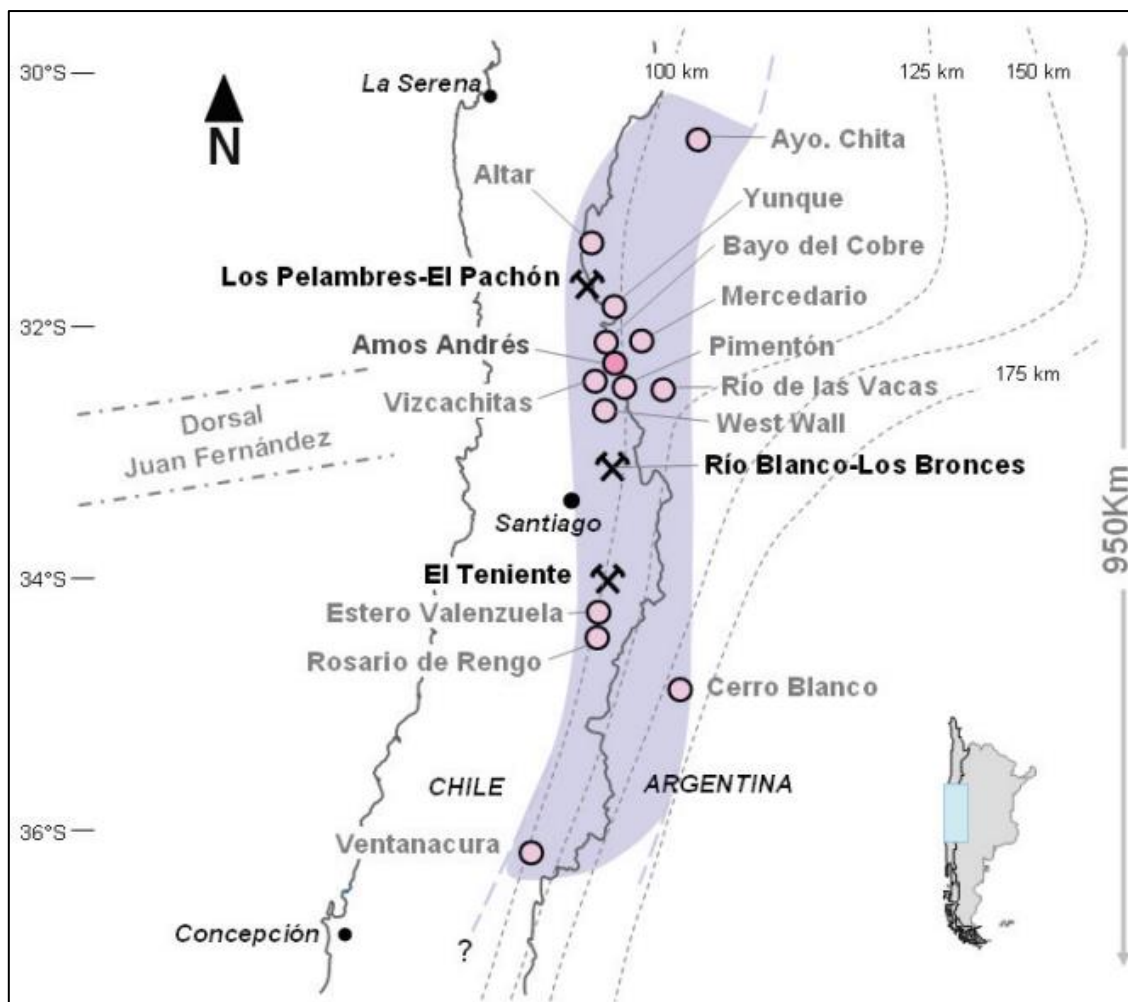 30°S
La Serena
100 km
125 km
150 km
N
Ayo. Chita
Altar
Yunque
Bayo del Cobre
Los Pelambres-El Pachón
Mercedario
32°S
Amos Andrés
Pimentón
175 km
Vizcachitas
Río de las Vacas
Dorsal
Juan Fernández
West Wall
Río Blanco-Los Bronces
Santiago
34°S
El Teniente
950Km
Estero Valenzuela
Rosario de Rengo
Cerro Blanco
CHILE
ARGENTINA
36°S
Ventanacura
Concepción
?